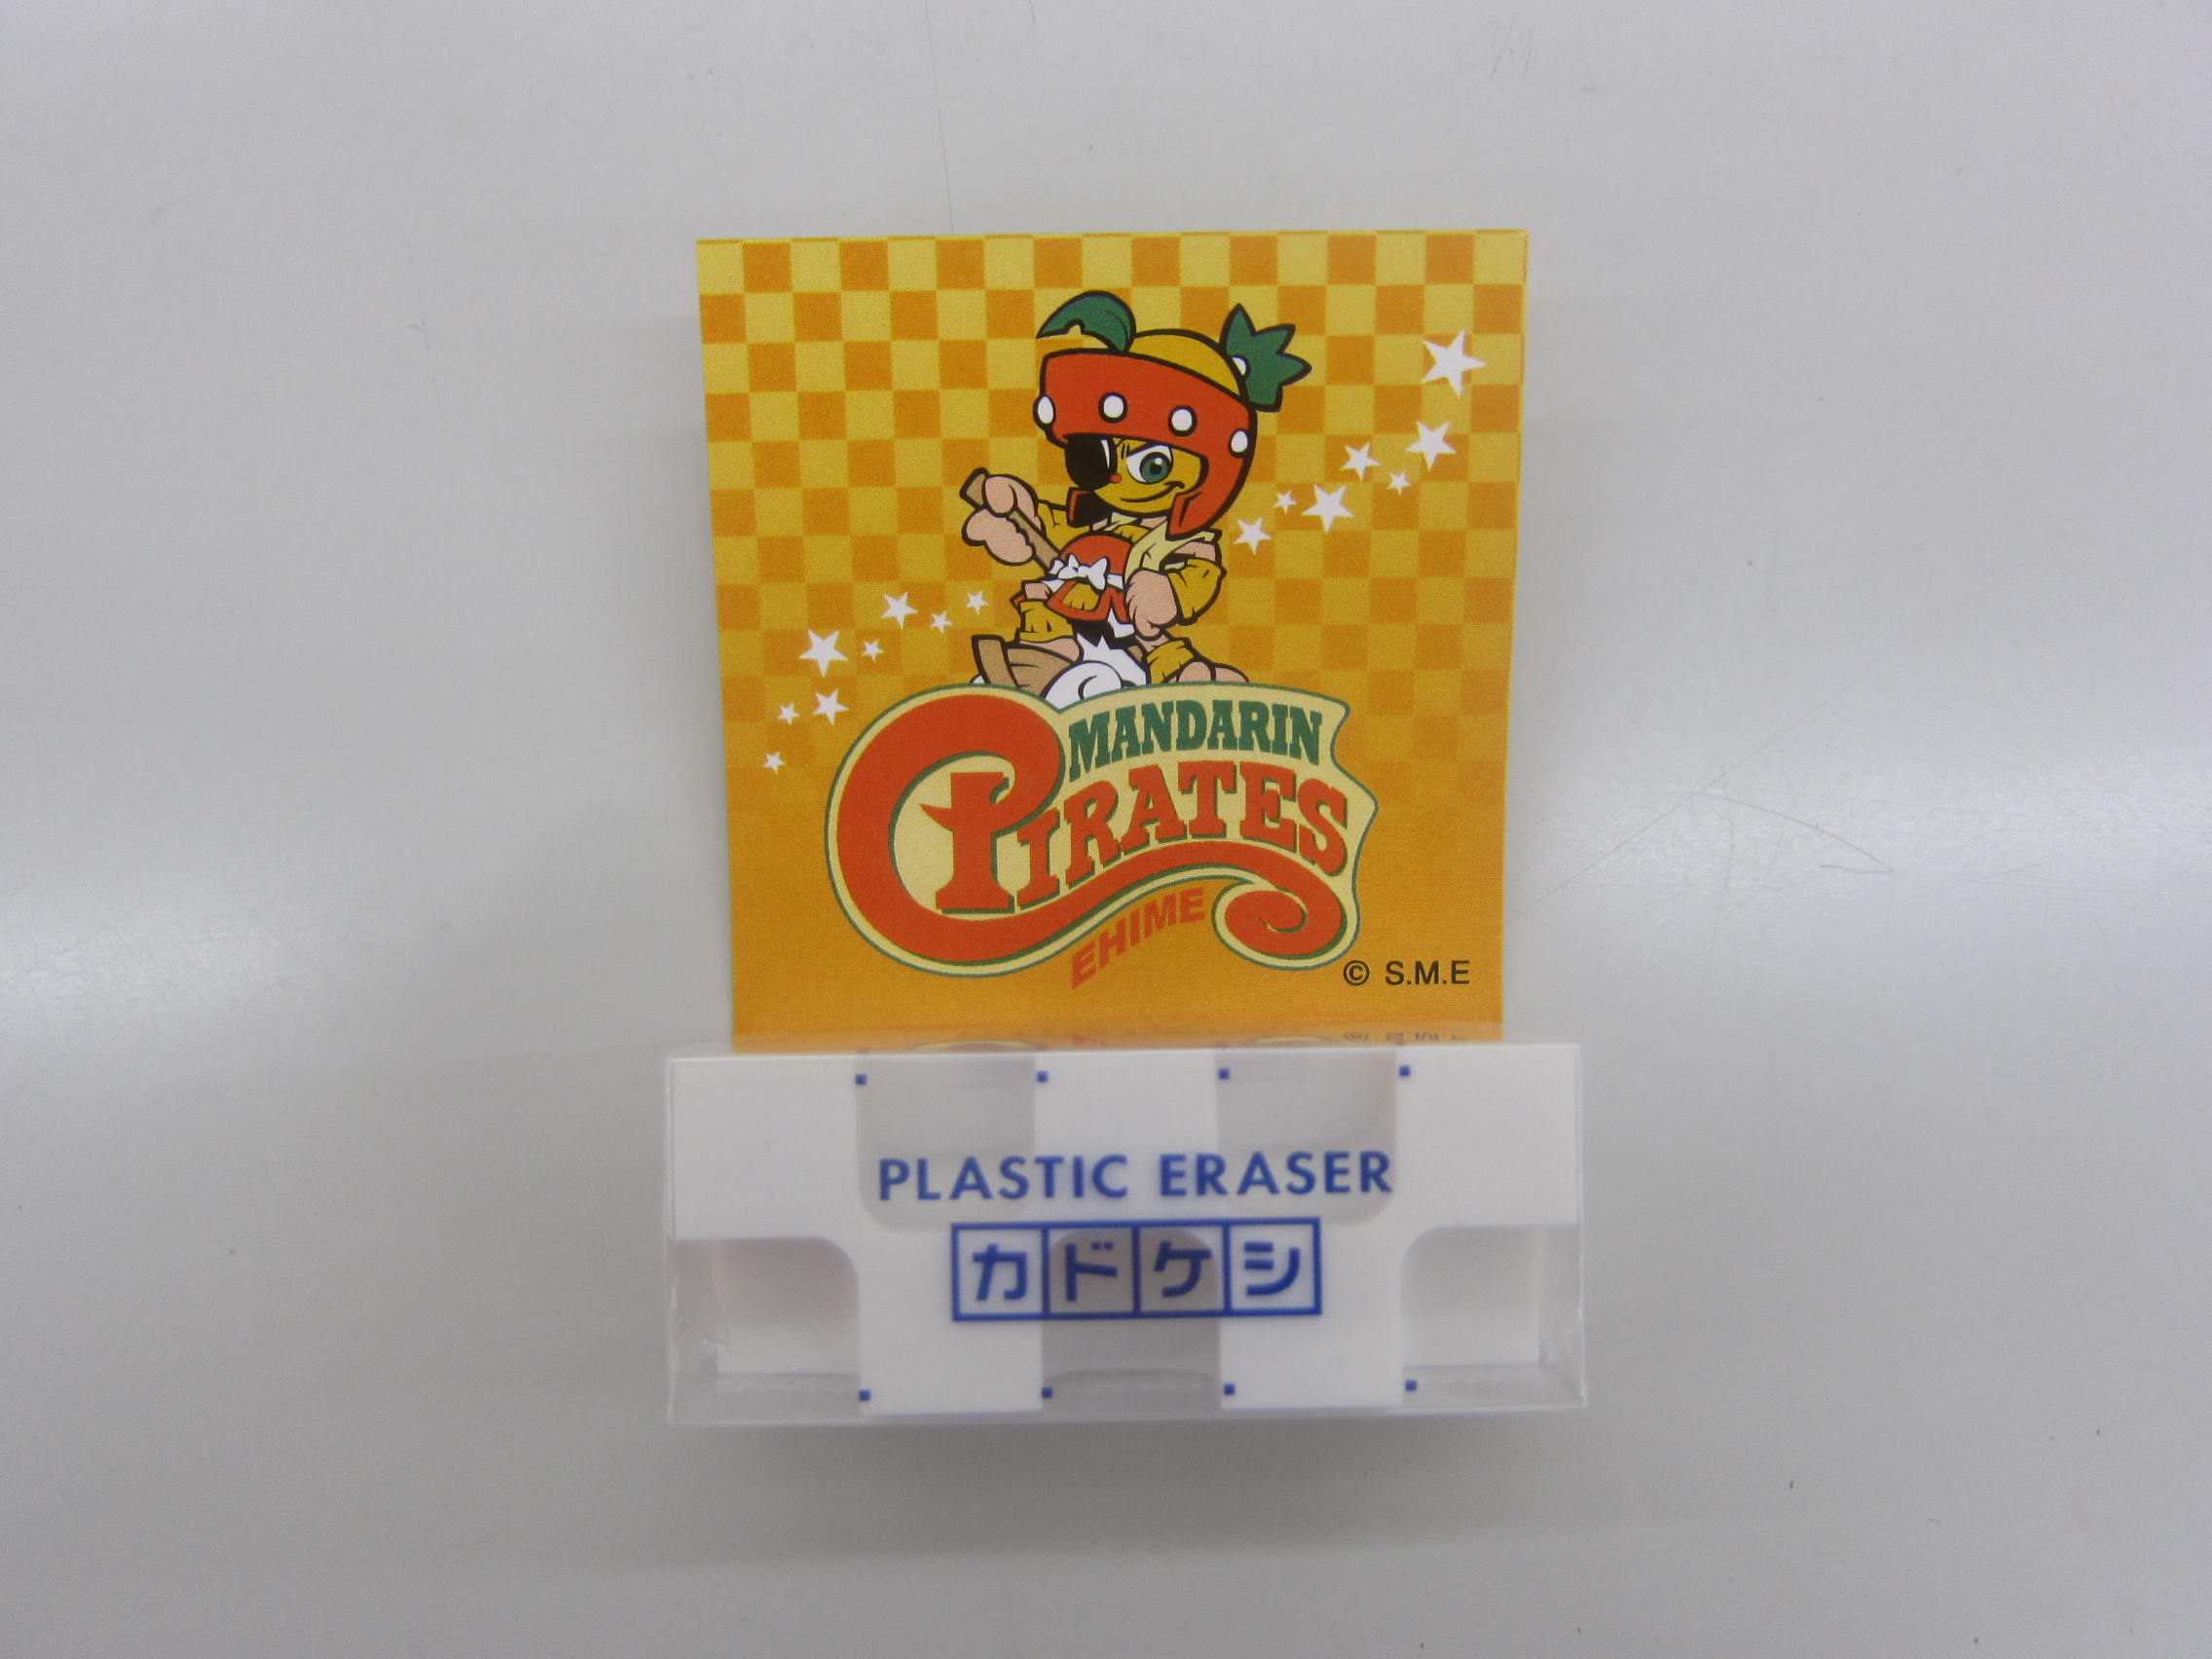 MANDARIN
PIRATES
EHIME
© S.M.E
PLASTIC ERASER
カドケシ